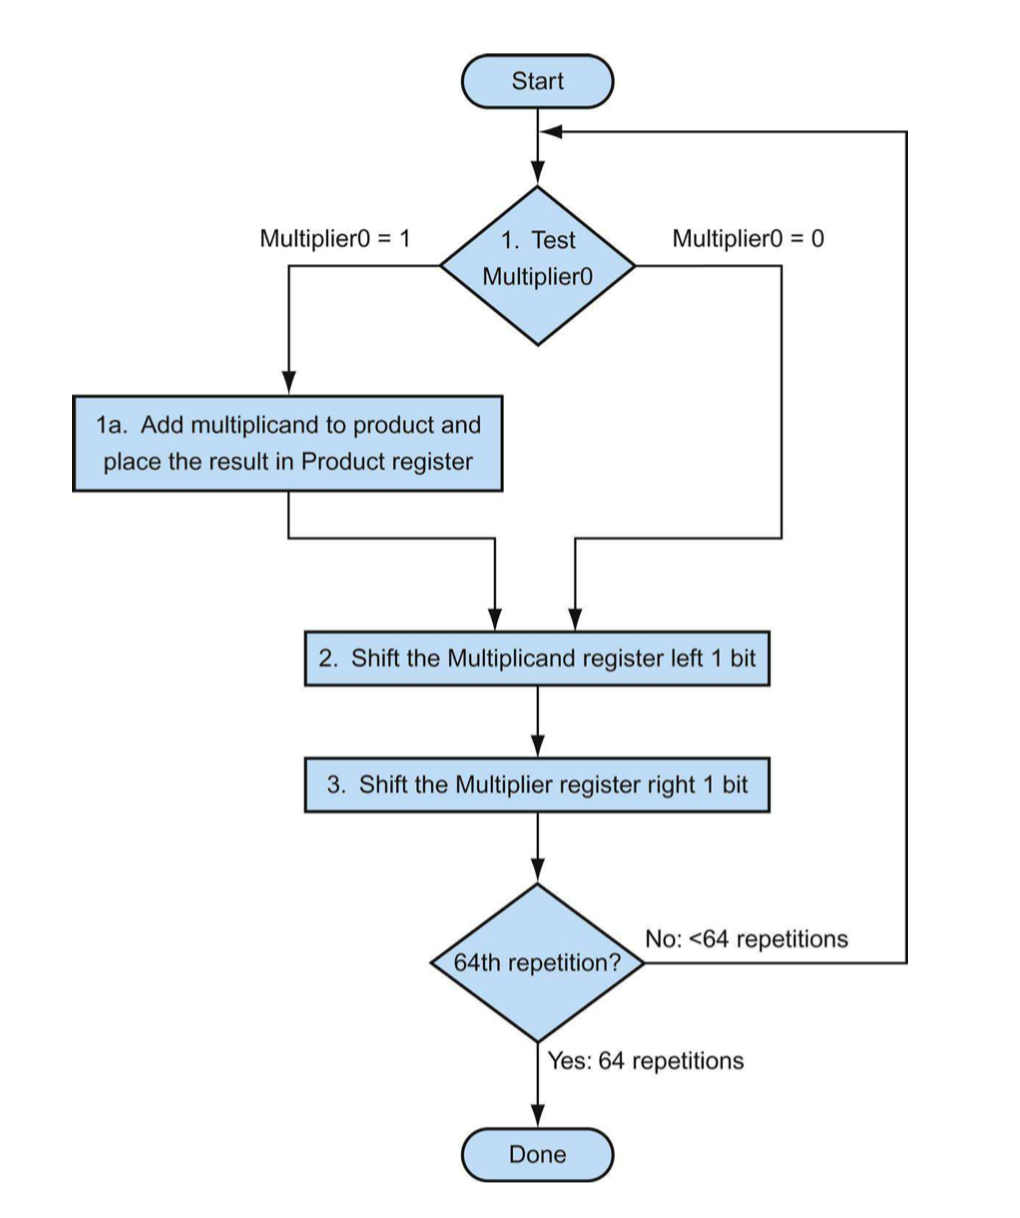 Start
Multiplier0 = 1
1. Test
Multiplier0
Multiplier0 = 0
1a. Add multiplicand to product and
place the result in Product register
2. Shift the Multiplicand register left 1 bit
3. Shift the Multiplier register right 1 bit
64th repetition?
No: <64 repetitions
Yes: 64 repetitions
Done